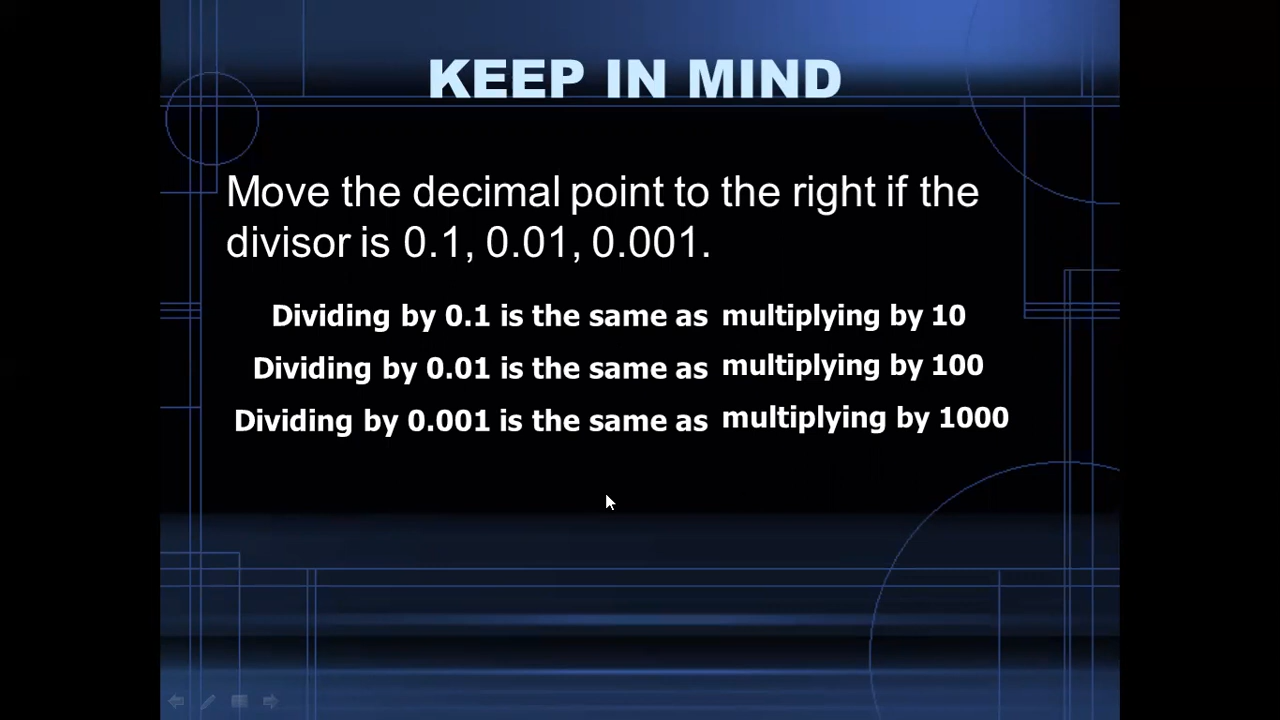 KEEP IN MIND
Move the decimal point to the right if the
divisor is 0.1, 0.01, 0.001.
Dividing by 0.1 is the same as multiplying by 10
Dividing by 0.01 is the same as multiplying by 100
Dividing by 0.001 is the same as multiplying by 1000